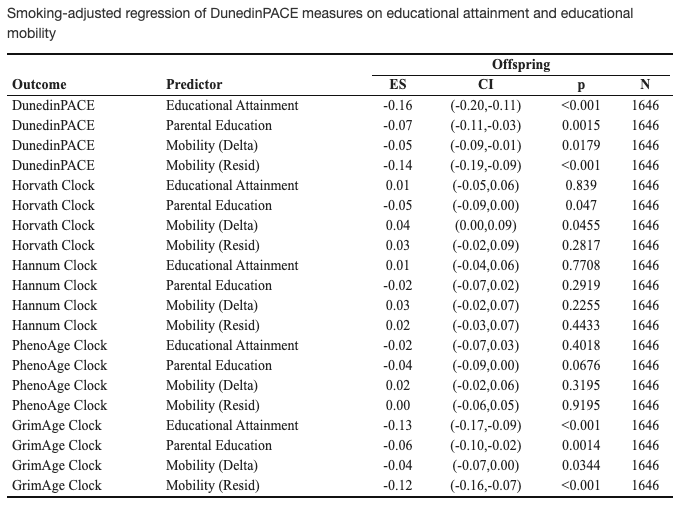 Smoking-adjusted regression of DunedinPACE measures on educational attainment and educational
mobility
Offspring
Outcome Predictor ES CI p N
DunedinPACE Educational Attainment -0.16 (-0.20,-0.11) <0.001 1646
DunedinPACE Parental Education -0.07 (-0.11,-0.03) 0.0015 1646
DunedinPACE Mobility (Delta) -0.05 (-0.09,-0.01) 0.0179 1646
DunedinPACE Mobility (Resid) -0.14 (-0.19,-0.09) <0.001 1646
Horvath Clock Educational Attainment 0.01 (-0.05,0.06) 0.839 1646
Horvath Clock Parental Education -0.05 (-0.09,0.00) 0.047 1646
Horvath Clock Mobility (Delta) 0.04 (0.00,0.09) 0.0455 1646
Horvath Clock Mobility (Resid) 0.03 (-0.02,0.09) 0.2817 1646
Hannum Clock Educational Attainment 0.01 (-0.04,0.06) 0.7708 1646
Hannum Clock Parental Education -0.02 (-0.07,0.02) 0.2919 1646
Hannum Clock Mobility (Delta) 0.03 (-0.02,0.07) 0.2255 1646
Hannum Clock Mobility (Resid) 0.02 (-0.03,0.07) 0.4433 1646
PhenoAge Clock Educational Attainment -0.02 (-0.07,0.03) 0.4018 1646
PhenoAge Clock Parental Education -0.04 (-0.09,0.00) 0.0676 1646
PhenoAge Clock Mobility (Delta) 0.02 (-0.02,0.06) 0.3195 1646
PhenoAge Clock Mobility (Resid) 0.00 (-0.06,0.05) 0.9195 1646
GrimAge Clock Educational Attainment -0.13 (-0.17,-0.09) <0.001 1646
GrimAge Clock Parental Education -0.06 (-0.10,-0.02) 0.0014 1646
GrimAge Clock Mobility (Delta) -0.04 (-0.07,0.00) 0.0344 1646
GrimAge Clock Mobility (Resid) -0.12 (-0.16,-0.07) <0.001 1646